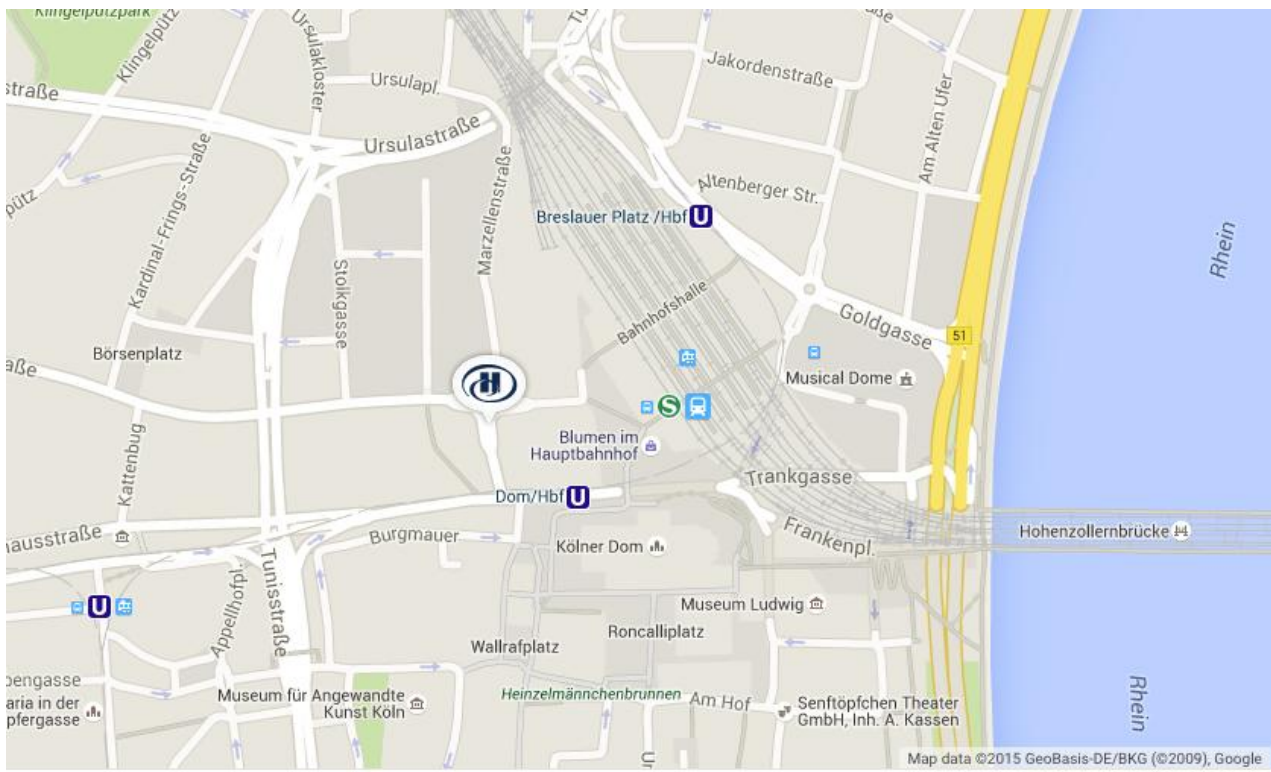 Klingelpützpark
Klingelpütz
Ursulakloster
Ursulapl.
Jakordenstraße
straße
Ursulastraße
Am Alten Ufer
Kardinal-Frings-Straße
Marzellenstraße
Altenberger Str.
pütz
Breslauer Platz /Hbf U
Rhein
Stolkgasse
Bahnhofshalle
Goldgasse
51
Börsenplatz
aße
H
Musical Dome
S
Blumen im
Hauptbahnhof
Kattenbug
Trankgasse
Dom/Hbf U
Frankenpl.
Hohenzollernbrücke
hausstraße
Burgmauer
Kölner Dom
Tunisstraße
Appellhofpl.
U
Museum Ludwig
Roncalliplatz
Wallrafplatz
pengasse
Rhein
Museum für Angewandte
Kunst Köln
Heinzelmännchenbrunnen
Am Hof
Senftöpfchen Theater
GmbH, Inh. A. Kassen
aria in der
pfergasse
Map data ©2015 GeoBasis-DE/BKG (©2009), Google